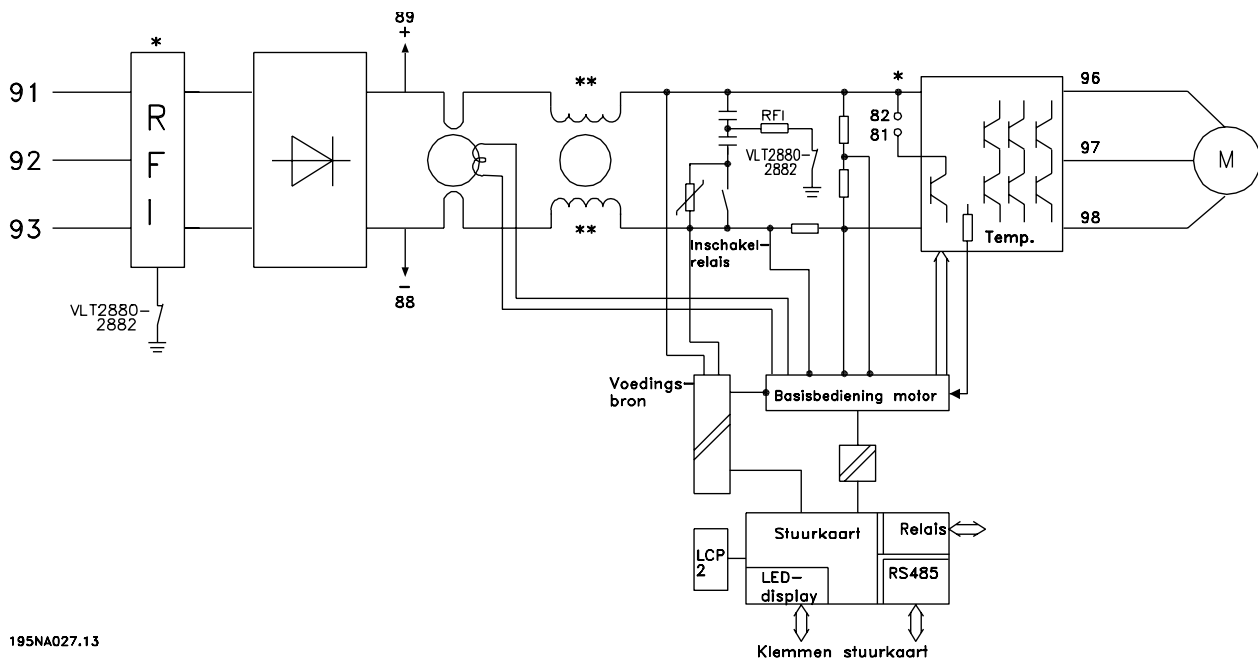 89
+
*
**
*
96
91
R
F
I
RFI
82
81
VLT2880-
2882
92
97
M
93
98
**
Inschakel-
relais
Temp.
-
88
VLT2880-
2882
Voedings-
bron
Basisbediening motor
Stuurkaart
Relais
LCP
2
RS485
LED-
display
195NA027.13
Klemmen stuurkaart